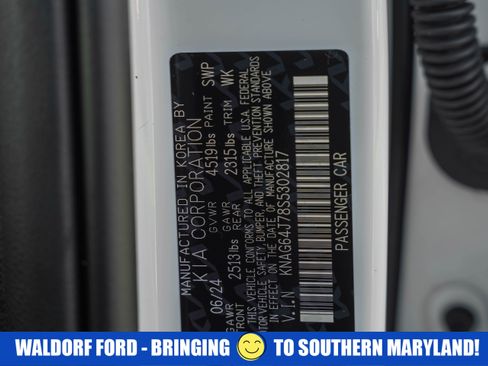 MANUFACTURED IN KOREA BY
KIA CORPORATION
06/24 GVWR 4519lbs PAINT SWP
GAWR FRONT 2513lbs GAWR REAR 2315lbs TRIM WK
THIS VEHICLE CONFORMS TO ALL APPLICABLE U.S.A. FEDERAL
MOTOR VEHICLE SAFETY, BUMPER, AND THEFT PREVENTION STANDARDS
IN EFFECT ON THE DATE OF MANUFACTURE SHOWN ABOVE
V.I.N KNAG64J78S5302817
PASSENGER CAR
WALDORF FORD - BRINGING 😊 TO SOUTHERN MARYLAND!